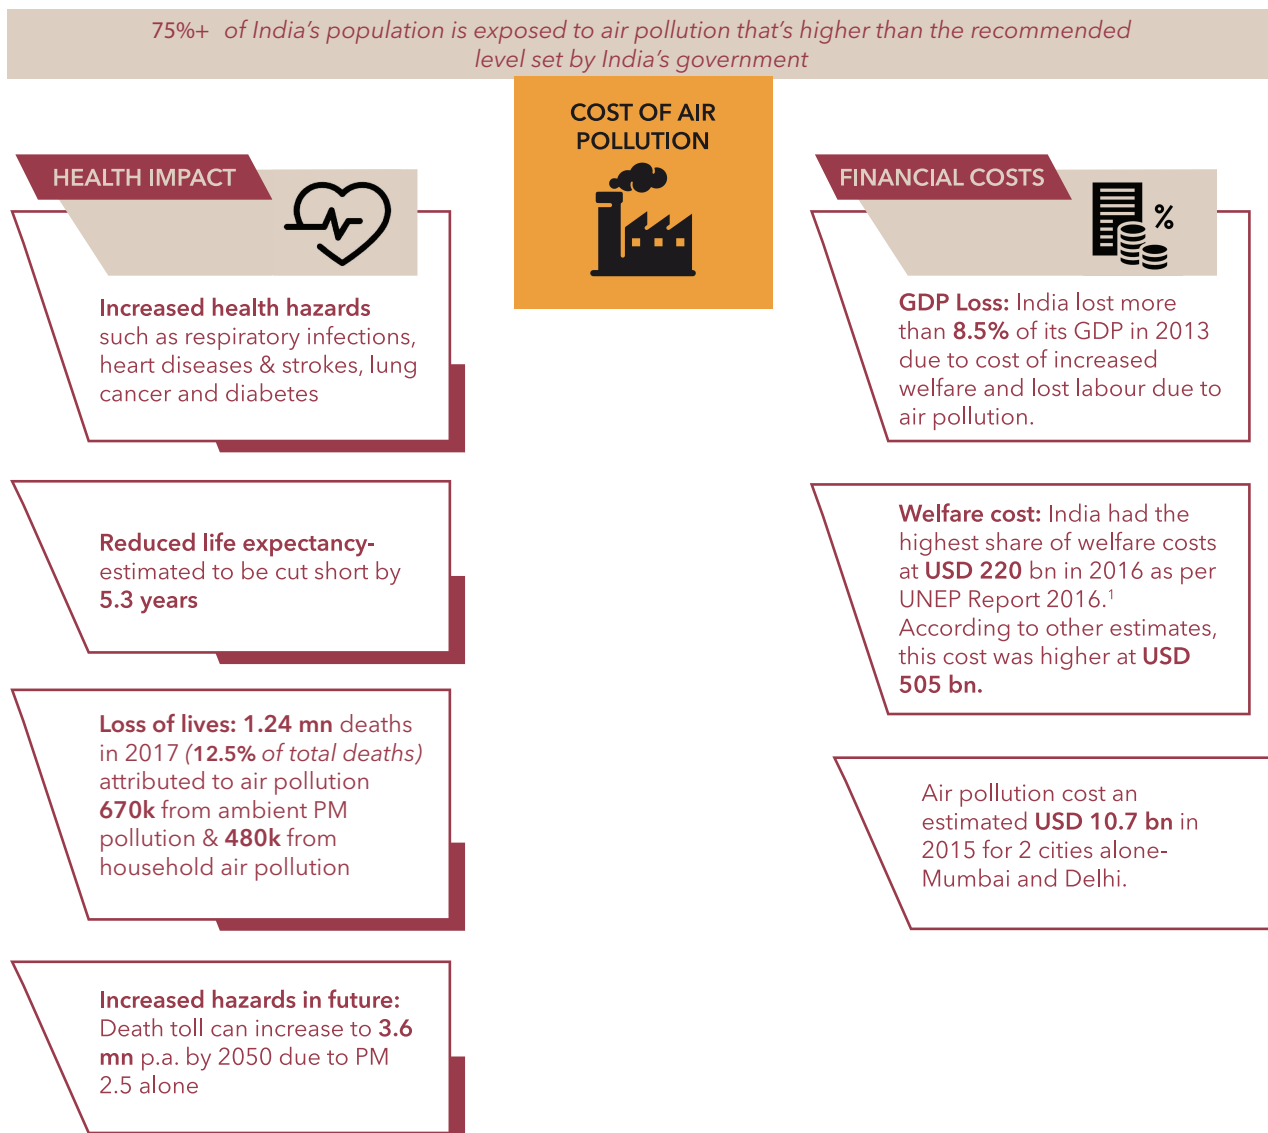 75%+ of India's population is exposed to air pollution that's higher than the recommended
level set by India's government
COST OF AIR
POLLUTION
HEALTH IMPACT
Increased health hazards
such as respiratory infections,
heart diseases & strokes, lung
cancer and diabetes
Reduced life expectancy-
estimated to be cut short by
5.3 years
Loss of lives: 1.24 mn deaths
in 2017 (12.5% of total deaths)
attributed to air pollution
670k from ambient PM
pollution & 480k from
household air pollution
Increased hazards in future:
Death toll can increase to 3.6
mn p.a. by 2050 due to PM
2.5 alone
FINANCIAL COSTS
%
GDP Loss: India lost more
than 8.5% of its GDP in 2013
due to cost of increased
welfare and lost labour due to
air pollution.
Welfare cost: India had the
highest share of welfare costs
at USD 220 bn in 2016 as per
UNEP Report 2016.¹
According to other estimates,
this cost was higher at USD
505 bn.
Air pollution cost an
estimated USD 10.7 bn in
2015 for 2 cities alone-
Mumbai and Delhi.